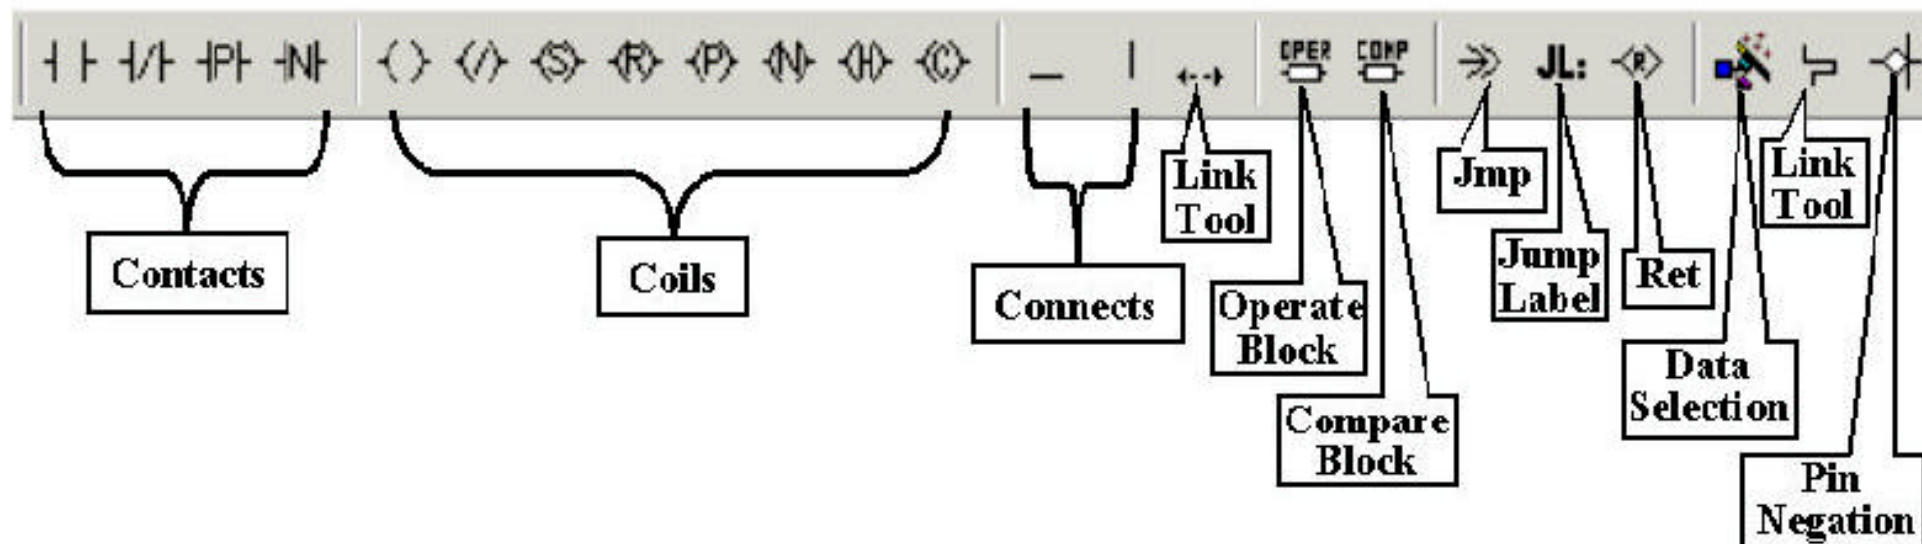 P N S R P N H C OPER COMP JL: R
Link
Tool
Jmp
Link
Tool
Contacts
Coils
Connects
Operate
Block
Jump
Label
Ret
Compare
Block
Data
Selection
Pin
Negation